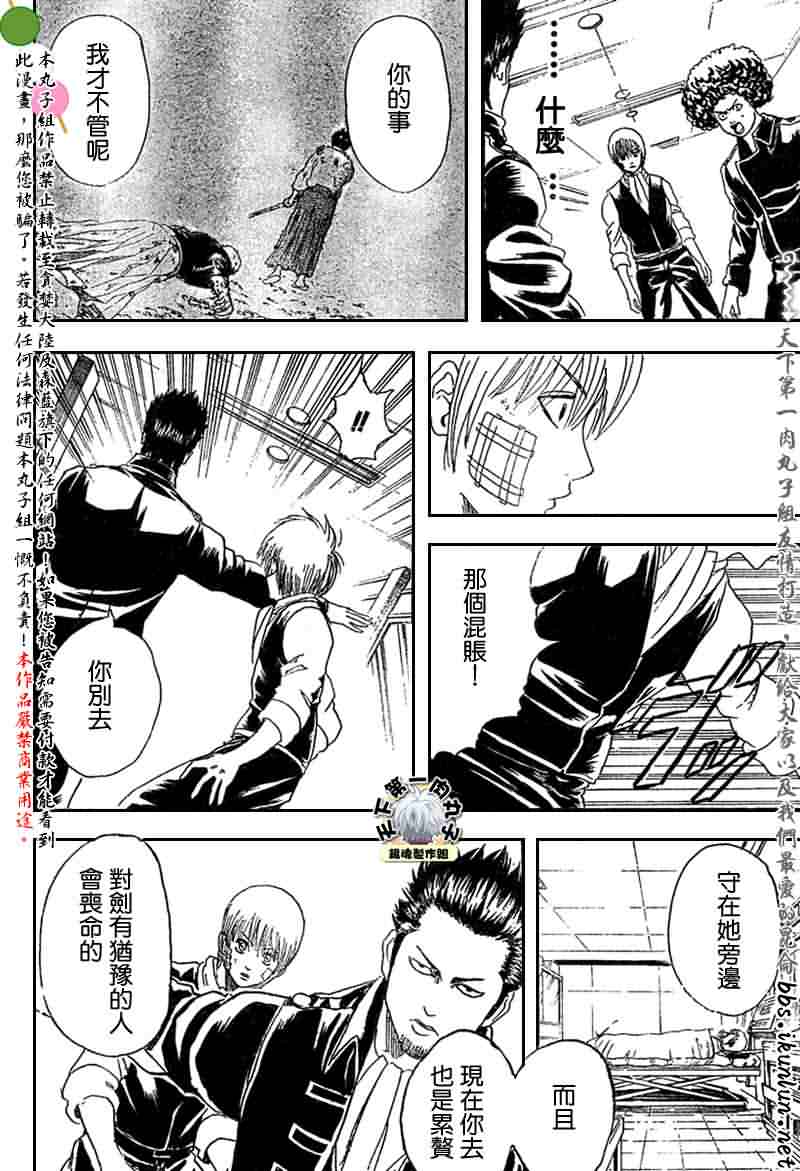 ……
什麼…
你的事
我才不管呢
!!
那個混賬!
你別去
守在她旁邊
而且
現在你去
也是累贅
對劍有猶豫的人
會喪命的
天下第一肉丸子
銀魂製作組
本丸子組作品禁止轉載至貪婪大陸及森藍旗下的任何網站!如果您被告知需要付款才能看到
此漫畫,那麼您被騙了。若發生任何法律問題本丸子組一慨不負責!本作品嚴禁商業用途。
天下第一肉丸子組友情打造,獻給大家以及我們最愛的